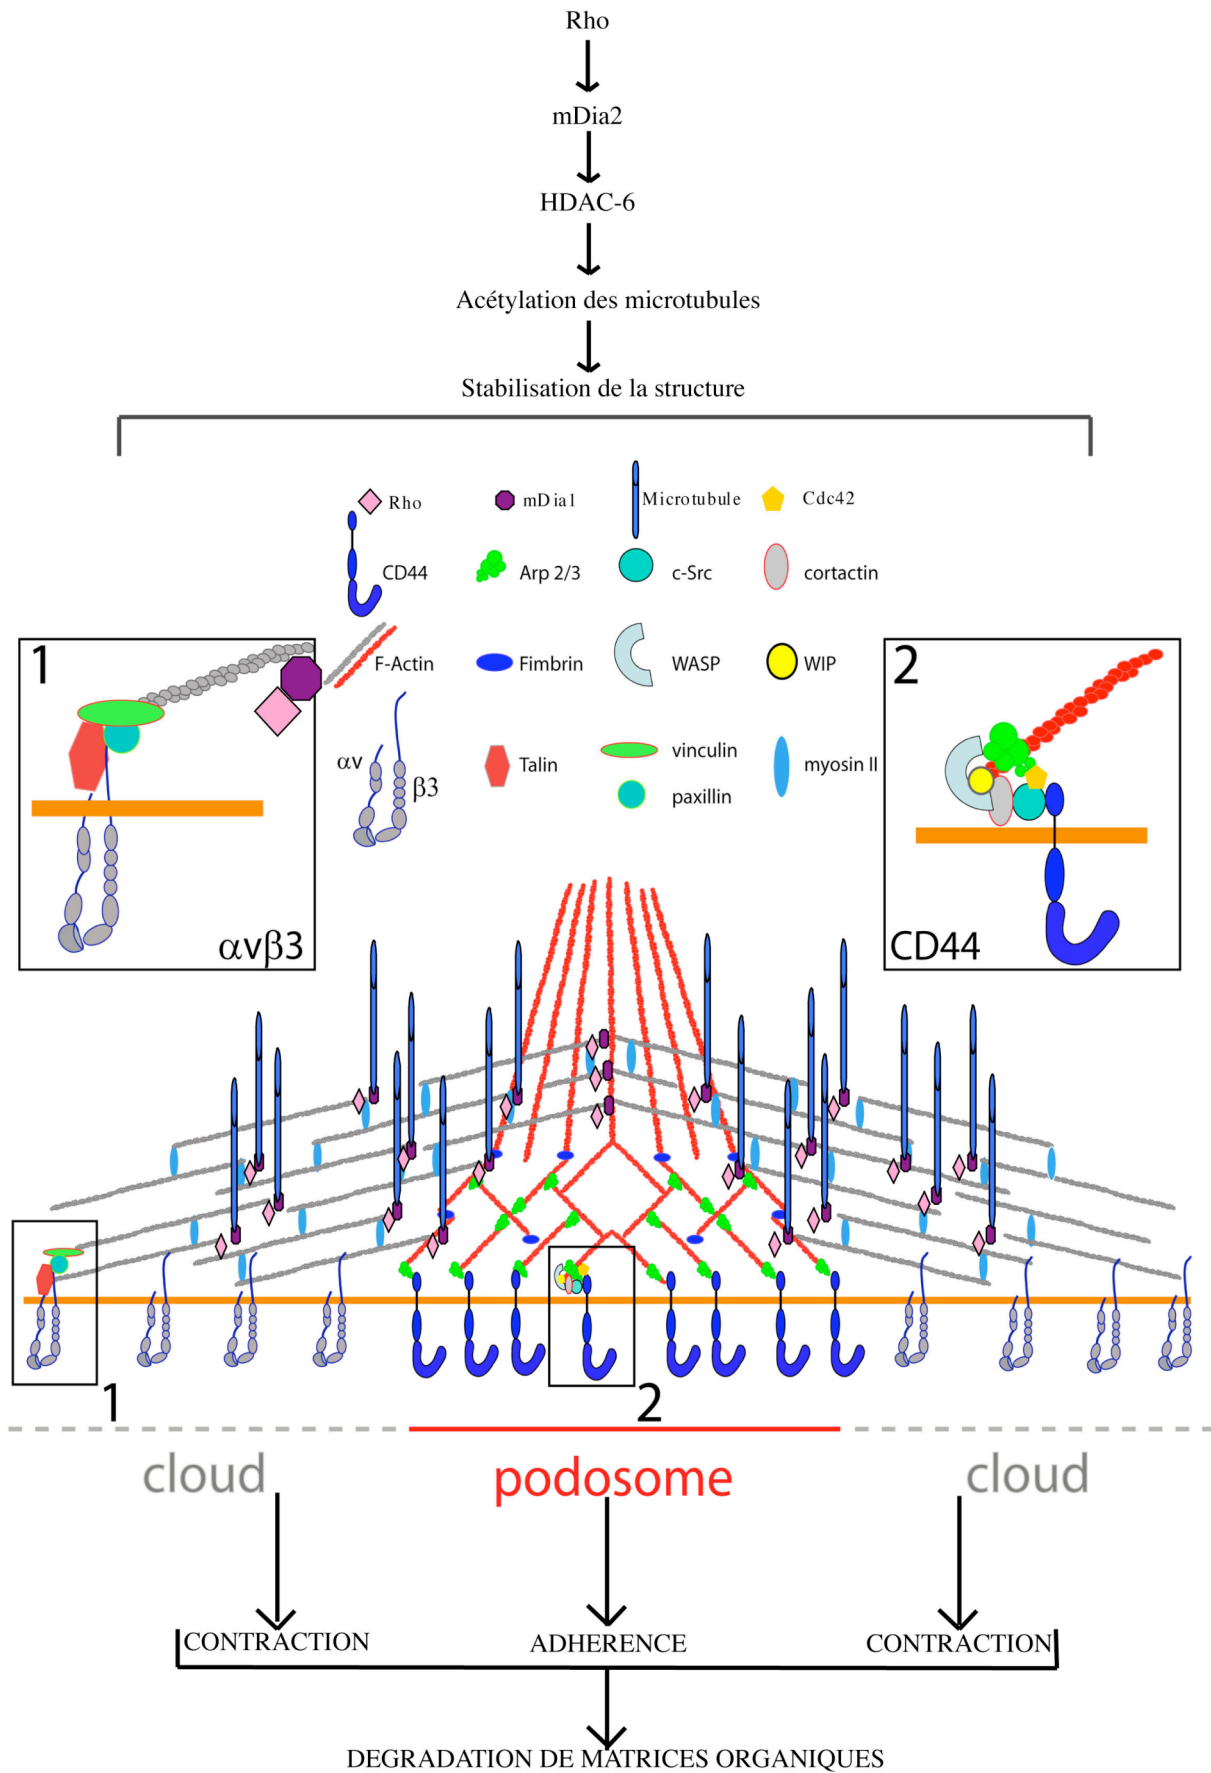 Rho
mDia2
HDAC-6
Acétylation des microtubules
Stabilisation de la structure
Rho
mDia1
Microtubule
Cdc42
CD44
Arp 2/3
c-Src
cortactin
F-Actin
Fimbrin
WASP
WIP
αv
β3
Talin
vinculin
paxillin
myosin II
1
αvβ3
2
CD44
1
2
cloud
podosome
cloud
CONTRACTION
ADHERENCE
CONTRACTION
DEGRADATION DE MATRICES ORGANIQUES